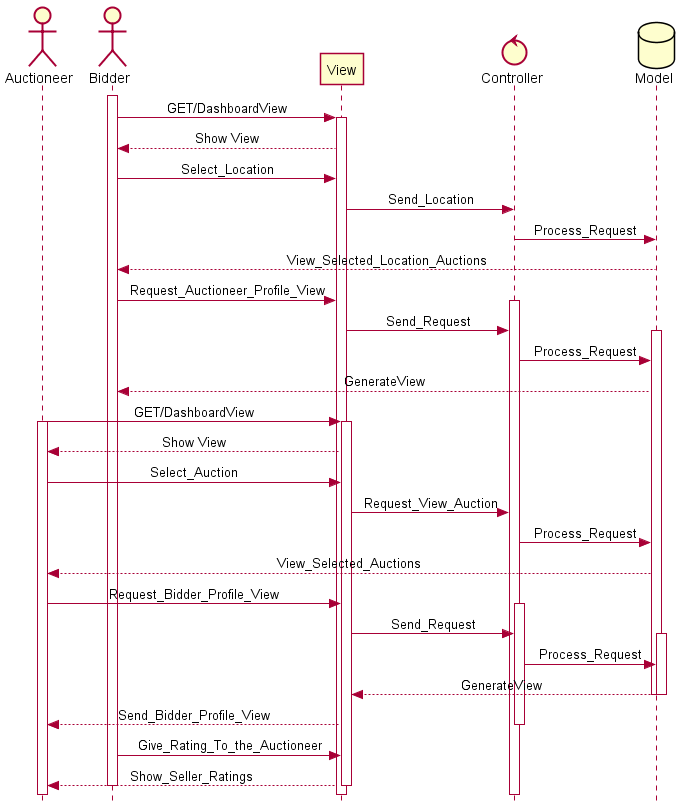 Auctioneer
Bidder
View
Controller
Model
GET/DashboardView
Show View
Select_Location
Send_Location
Process_Request
View_Selected_Location_Auctions
Request_Auctioneer_Profile_View
Send_Request
Process_Request
GenerateView
GET/DashboardView
Show View
Select_Auction
Request_View_Auction
Process_Request
View_Selected_Auctions
Request_Bidder_Profile_View
Send_Request
Process_Request
GenerateView
Send_Bidder_Profile_View
Give_Rating_To_the_Auctioneer
Show_Seller_Ratings